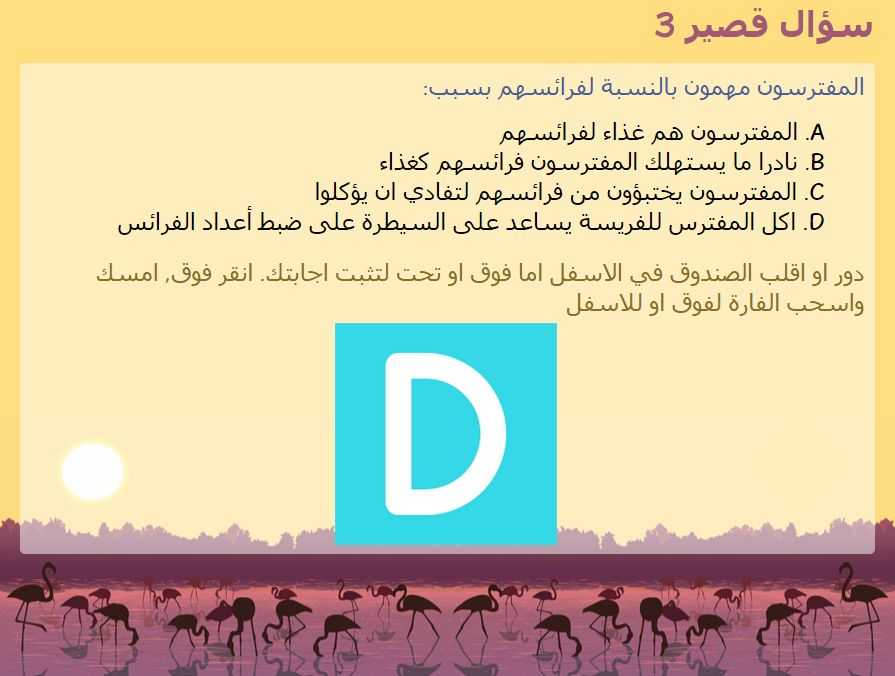 سؤال قصير 3
المفترسون مهمون بالنسبة لفرائسهم بسبب:
A. المفترسون هم غذاء لفرائسهم
B. نادرا ما يستهلك المفترسون فرائسهم كغذاء
C. المفترسون يختبؤون من فرائسهم لتفادي ان يؤكلوا
D. اكل المفترس للفريسة يساعد على السيطرة على ضبط أعداد الفرائس
دور او اقلب الصندوق في الاسفل اما فوق او تحت لتثبت اجابتك. انقر فوق, امسك
واسحب الفارة لفوق او للاسفل
D